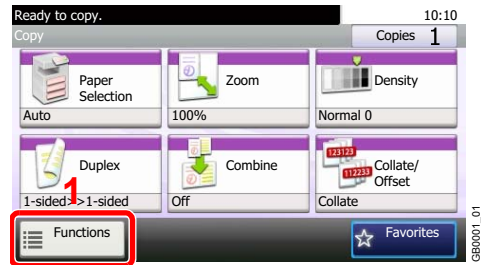 Ready to copy. 10:10
Copy Copies 1
Paper Selection
Auto
Zoom
100%
Density
Normal 0
Duplex
1-sided>>1-sided
Combine
Off
123123
112233
Collate/
Offset
Collate
1
Functions
Favorites
GB0001_01